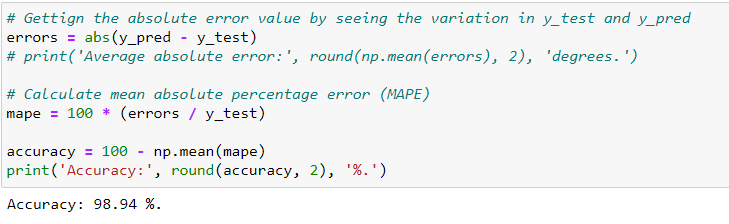 # Gettign the absolute error value by seeing the variation in y_test and y_pred
errors = abs(y_pred - y_test)
# print('Average absolute error:', round(np.mean(errors), 2), 'degrees.')
# Calculate mean absolute percentage error (MAPE)
mape = 100 * (errors / y_test)
accuracy = 100 - np.mean(mape)
print('Accuracy:', round(accuracy, 2), '%.')
Accuracy: 98.94 %.